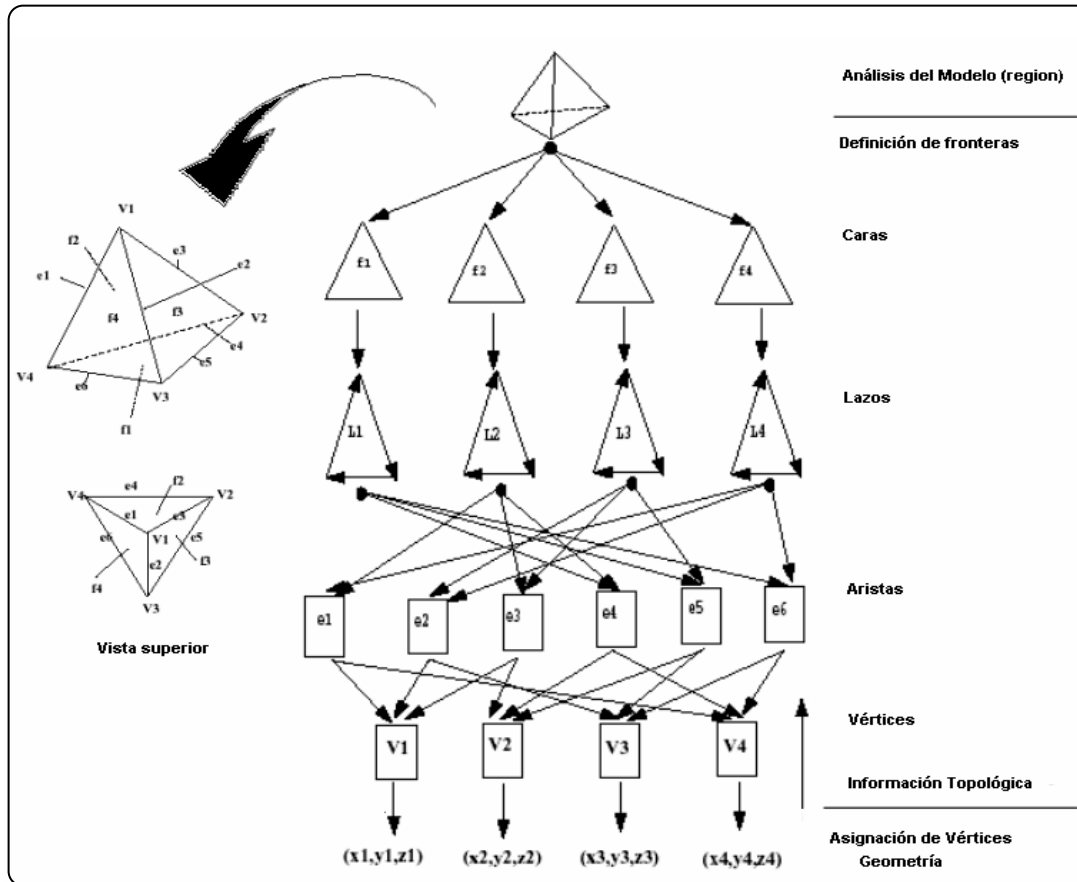 Análisis del Modelo (region)
Definición de fronteras
V1
f2
e3
e1
e2
f4
f3
V2
e4
e5
V4
e6
V3
f1
Caras
f1
f2
f3
f4
Lazos
L1
L2
L3
L4
e4
f2
V4
V2
e1
e3
V1
e6
e5
e2
f3
f4
V3
Vista superior
Aristas
e1
e2
e3
e4
e5
e6
Vértices
V1
V2
V3
V4
Información Topológica
Asignación de Vértices
Geometría
(x1,y1,z1)
(x2,y2,z2)
(x3,y3,z3)
(x4,y4,z4)